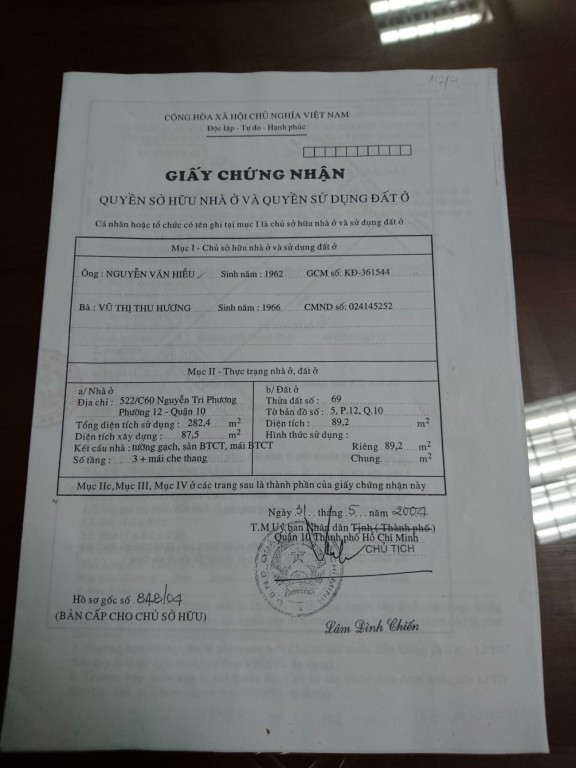 CỘNG HÒA XÃ HỘI CHỦ NGHĨA VIỆT NAM
Độc lập - Tự do - Hạnh phúc
GIẤY CHỨNG NHẬN
QUYỀN SỞ HỮU NHÀ Ở VÀ QUYỀN SỬ DỤNG ĐẤT Ở
Cá nhân hoặc tổ chức có tên ghi tại mục I là chủ sở hữu nhà ở và sử dụng đất ở
Mục I - Chủ sở hữu nhà ở và sử dụng đất ở
Ông : NGUYỄN VĂN HIẾU Sinh năm : 1962 GCM số: KĐ-361544
Bà : VŨ THỊ THU HƯƠNG Sinh năm : 1966 CMND số: 024145252
Mục II - Thực trạng nhà ở, đất ở
a/ Nhà ở
Địa chỉ : 522/C60 Nguyễn Tri Phương
Phường 12 - Quận 10
Tổng diện tích sử dụng : 282,4 m2
Diện tích xây dựng : 87,5 m2
Kết cấu nhà : tường gạch, sàn BTCT, mái BTCT
Số tầng : 3 + mái che thang
b/ Đất ở
Thửa đất số : 69
Tờ bản đồ số : 5, P.12, Q.10
Diện tích : 89,2 m2
Hình thức sử dụng :
Riêng 89,2 m2
Chung m2
Mục IIc, Mục III, Mục IV ở các trang sau là thành phần của giấy chứng nhận này
Ngày 31 tháng 5 năm 2004
T.M Uỷ ban Nhân dân Tỉnh ( Thành phố )
Quận 10 Thành phố Hồ Chí Minh
CHỦ TỊCH
Hồ sơ gốc số 848/04
(BẢN CẤP CHO CHỦ SỞ HỮU)
Lâm Đình Chiến